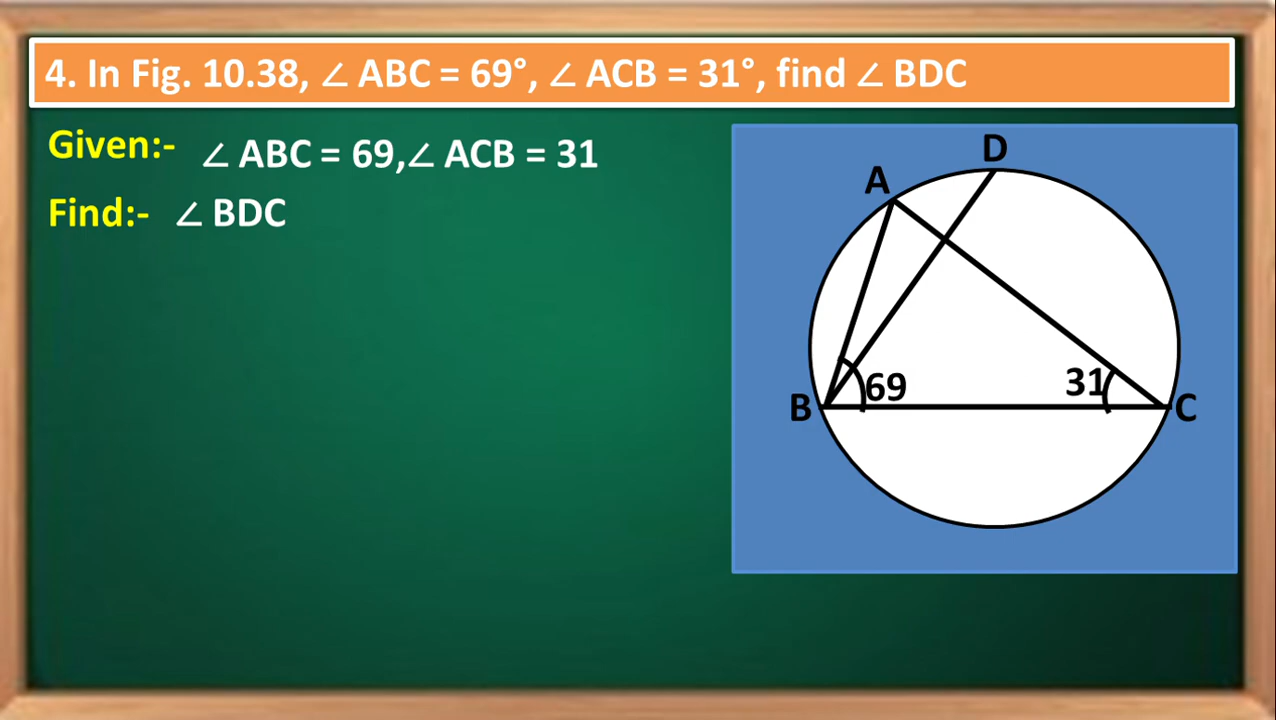 4. In Fig. 10.38, ∠ ABC = 69°, ∠ ACB = 31°, find ∠ BDC
Given:- ∠ ABC = 69,∠ ACB = 31
Find:- ∠ BDC
D
A
69
31
B
C